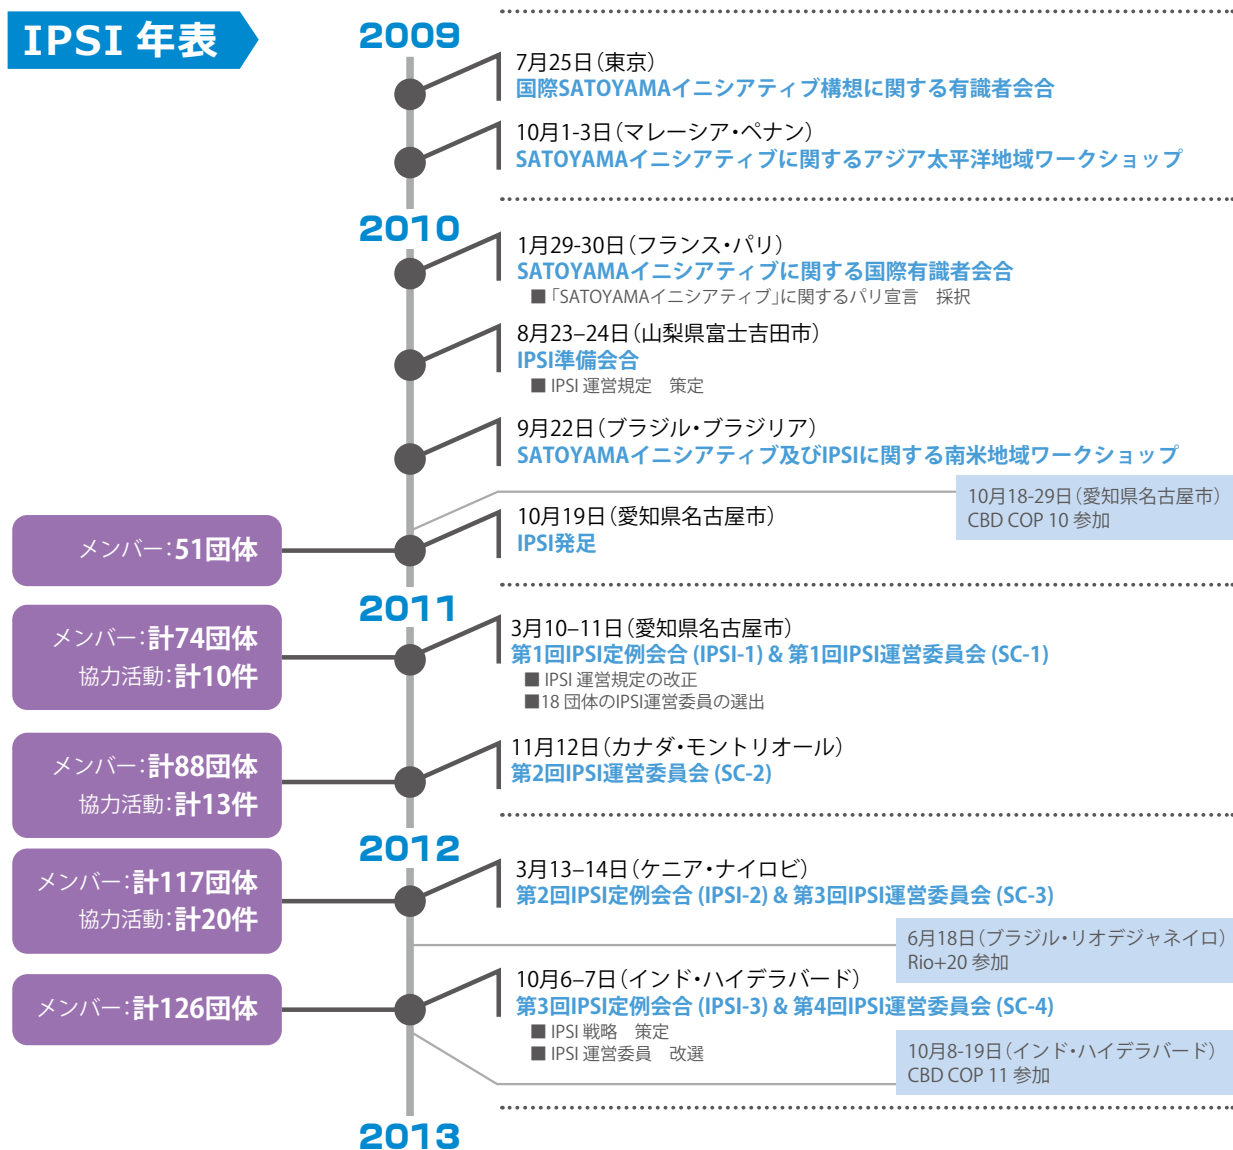 IPSI 年表
2009
7月25日（東京）
国際SATOYAMAイニシアティブ構想に関する有識者会合
10月1-3日（マレーシア・ペナン）
SATOYAMAイニシアティブに関するアジア太平洋地域ワークショップ
2010
1月29-30日（フランス・パリ）
SATOYAMAイニシアティブに関する国際有識者会合
■「SATOYAMAイニシアティブ」に関するパリ宣言　採択
8月23–24日（山梨県富士吉田市）
IPSI準備会合
■ IPSI 運営規定　策定
9月22日（ブラジル・ブラジリア）
SATOYAMAイニシアティブ及びIPSIに関する南米地域ワークショップ
10月18-29日（愛知県名古屋市）
CBD COP 10 参加
10月19日（愛知県名古屋市）
IPSI発足
メンバー：51団体
2011
メンバー：計74団体
協力活動：計10件
3月10–11日（愛知県名古屋市）
第1回IPSI定例会合 (IPSI-1) & 第1回IPSI運営委員会 (SC-1)
■ IPSI 運営規定の改正
■18 団体のIPSI運営委員の選出
メンバー：計88団体
協力活動：計13件
11月12日（カナダ・モントリオール）
第2回IPSI運営委員会 (SC-2)
2012
メンバー：計117団体
協力活動：計20件
3月13–14日（ケニア・ナイロビ）
第2回IPSI定例会合 (IPSI-2) & 第3回IPSI運営委員会 (SC-3)
6月18日（ブラジル・リオデジャネイロ）
Rio+20 参加
メンバー：計126団体
10月6–7日（インド・ハイデラバード）
第3回IPSI定例会合 (IPSI-3) & 第4回IPSI運営委員会 (SC-4)
■ IPSI 戦略　策定
■ IPSI 運営委員　改選
10月8-19日（インド・ハイデラバード）
CBD COP 11 参加
2013